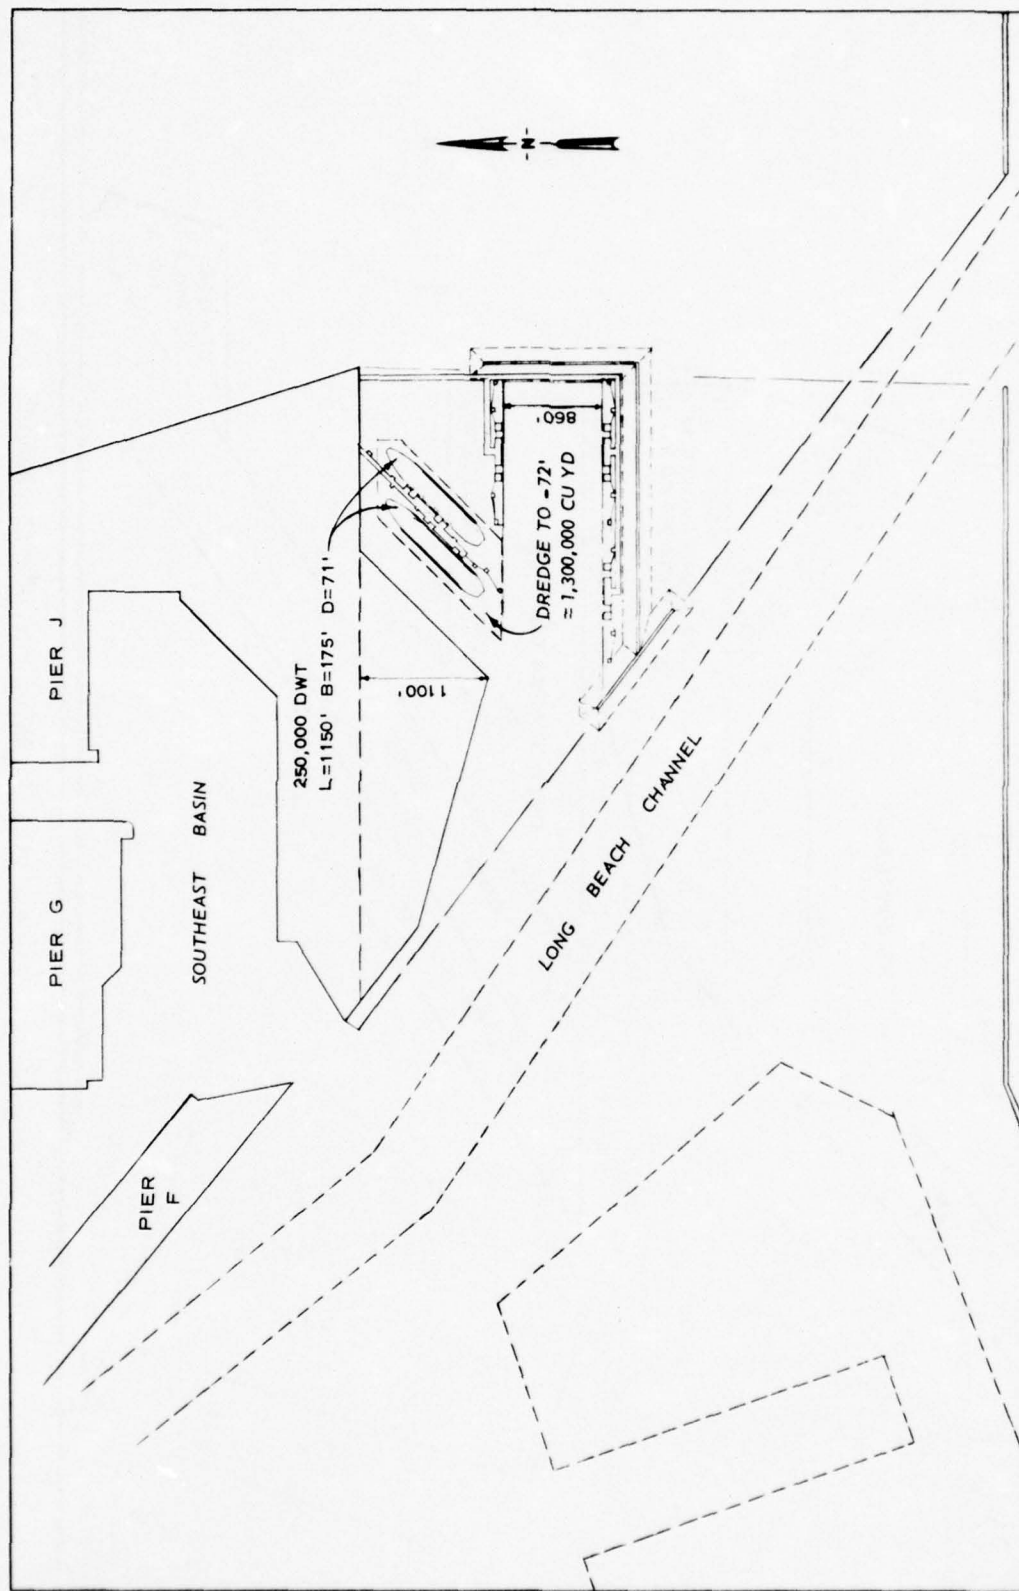 PIER J
PIER G
PIER
F
SOUTHEAST BASIN
N
250,000 DWT
L=1150' B=175' D=71'
1100'
860'
DREDGE TO -72'
≈ 1,300,000 CU YD
LONG BEACH CHANNEL